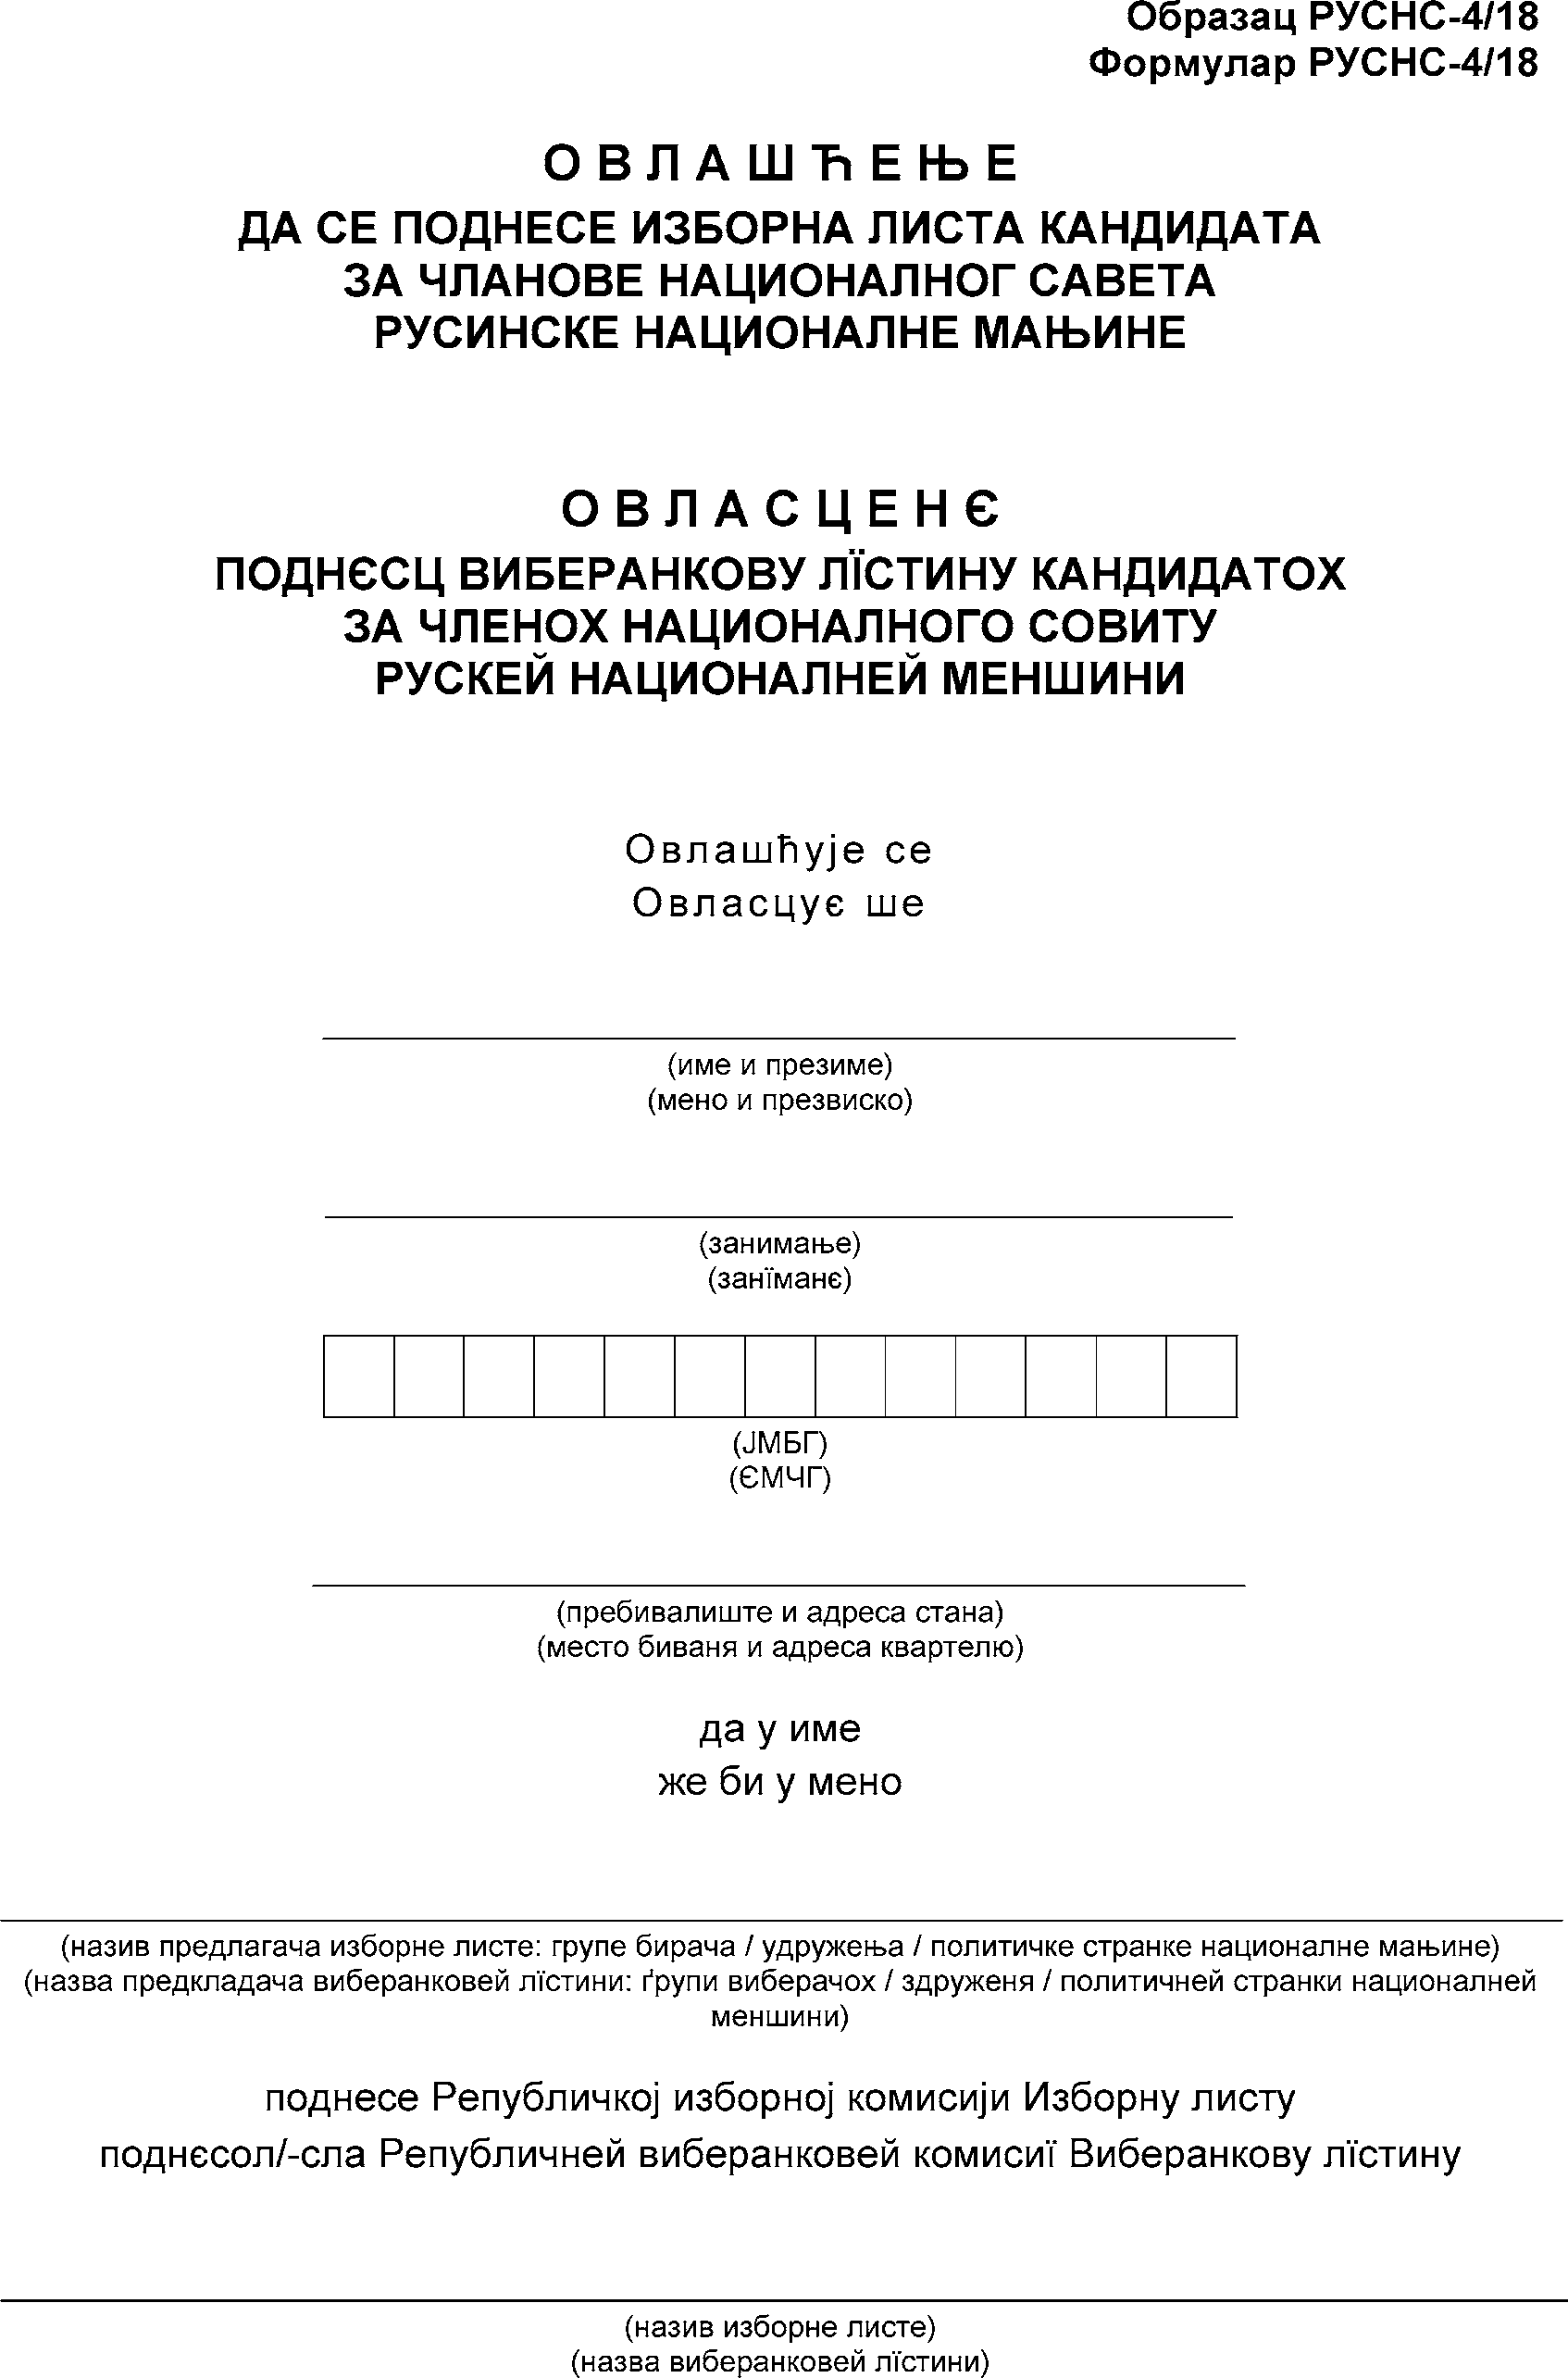 Образац РУСНС-4/18
Формулар РУСНС-4/18
О В Л А Ш Ћ Е Њ Е
ДА СЕ ПОДНЕСЕ ИЗБОРНА ЛИСТА КАНДИДАТА
ЗА ЧЛАНОВЕ НАЦИОНАЛНОГ САВЕТА
РУСИНСКЕ НАЦИОНАЛНЕ МАЊИНЕ
О В Л А С Ц Е Н Є
ПОДНЄСЦ ВИБЕРАНКОВУ ЛЇСТИНУ КАНДИДАТОХ
ЗА ЧЛЕНОХ НАЦИОНАЛНОГО СОВИТУ
РУСКЕЙ НАЦИОНАЛНЕЙ МЕНШИНИ
Овлашћује се
Овласцує ше
(име и презиме)
(мено и презвиско)
(занимање)
(занїманє)
(ЈМБГ)
(ЄМЧГ)
(пребивалиште и адреса стана)
(место биваня и адреса квартелю)
да у име
же би у мено
(назив предлагача изборне листе: групе бирача / удружења / политичке странке националне мањине)
(назва предкладача виберанковей лїстини: ґрупи виберачох / здруженя / политичней странки националней
меншини)
поднесе Републичкој изборној комисији Изборну листу
поднєсол/-сла Републичней виберанковей комисиї Виберанкову лїстину
(назив изборне листе)
(назва виберанковей лїстини)